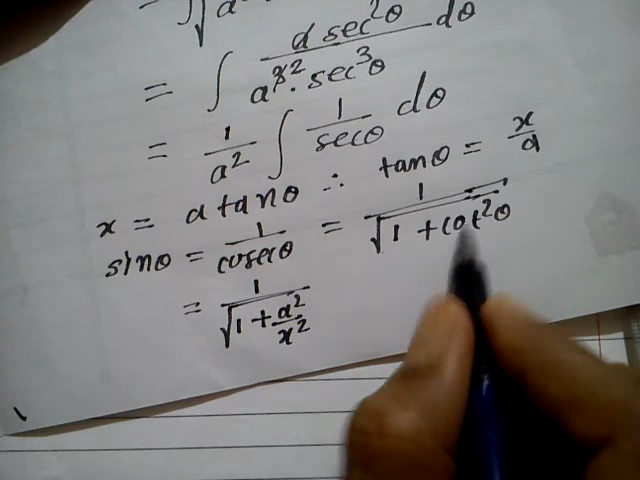 = ∫ a sec²θ / a³². sec³θ dθ
= 1/a² ∫ 1/secθ dθ
x = a tanθ ∴ tanθ = x/a
sinθ = 1/cosecθ = 1/√1 + cot²θ
= 1/√1 + a²/x²